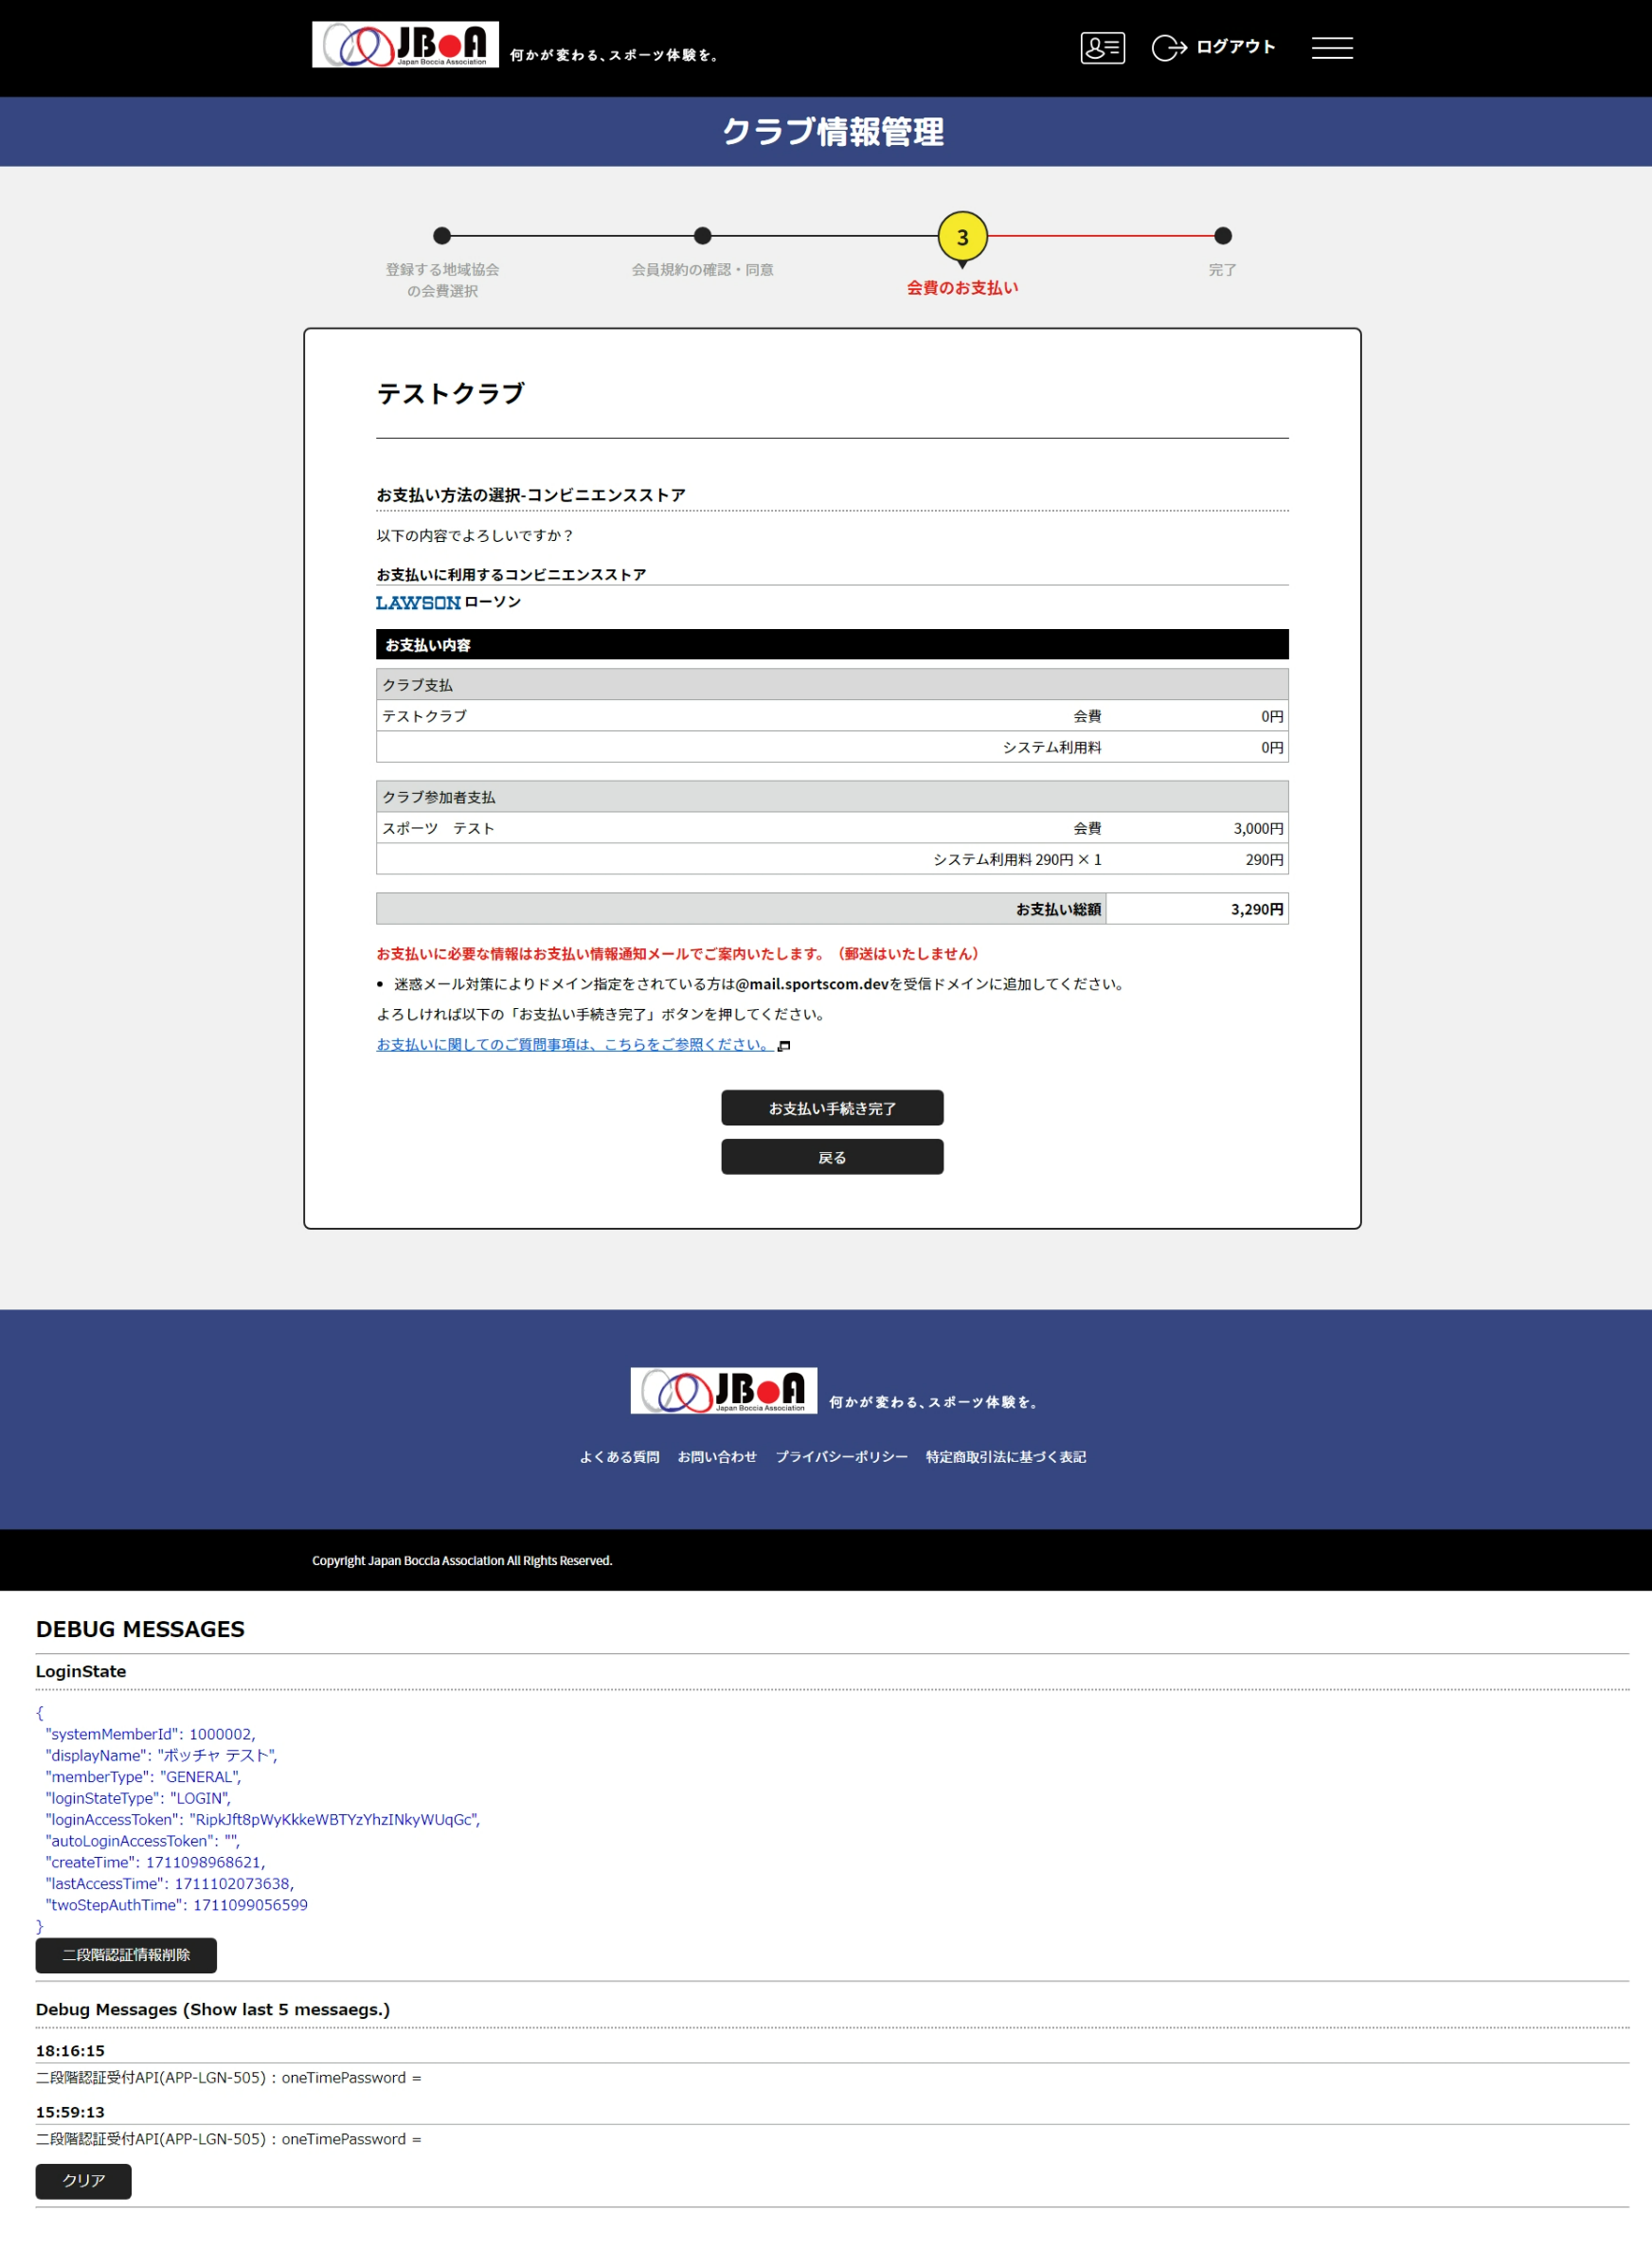 JBoA
Japan Boccia Association
何かが変わる、スポーツ体験を。
ログアウト
クラブ情報管理
3
登録する地域協会
の会費選択
会員規約の確認・同意
会費のお支払い
完了
テストクラブ
お支払い方法の選択-コンビニエンスストア
以下の内容でよろしいですか？
お支払いに利用するコンビニエンスストア
LAWSON ローソン
お支払い内容
クラブ支払
テストクラブ 会費 0円
システム利用料 0円
クラブ参加者支払
スポーツ　テスト 会費 3,000円
システム利用料 290円 × 1 290円
お支払い総額 3,290円
お支払いに必要な情報はお支払い情報通知メールでご案内いたします。（郵送はいたしません）
• 迷惑メール対策によりドメイン指定をされている方は@mail.sportscom.devを受信ドメインに追加してください。
よろしければ以下の「お支払い手続き完了」ボタンを押してください。
お支払いに関してのご質問事項は、こちらをご参照ください。
お支払い手続き完了
戻る
JBoA
Japan Boccia Association
何かが変わる、スポーツ体験を。
よくある質問 お問い合わせ プライバシーポリシー 特定商取引法に基づく表記
Copyright Japan Boccia Association All Rights Reserved.
DEBUG MESSAGES
LoginState
{
"systemMemberId": 1000002,
"displayName": "ボッチャ テスト",
"memberType": "GENERAL",
"loginStateType": "LOGIN",
"loginAccessToken": "RipkJft8pWyKkkeWBTYzYhzINkyWUqGc",
"autoLoginAccessToken": "",
"createTime": 1711098968621,
"lastAccessTime": 1711102073638,
"twoStepAuthTime": 1711099056599
}
二段階認証情報削除
Debug Messages (Show last 5 messaegs.)
18:16:15
二段階認証受付API(APP-LGN-505) : oneTimePassword =
15:59:13
二段階認証受付API(APP-LGN-505) : oneTimePassword =
クリア